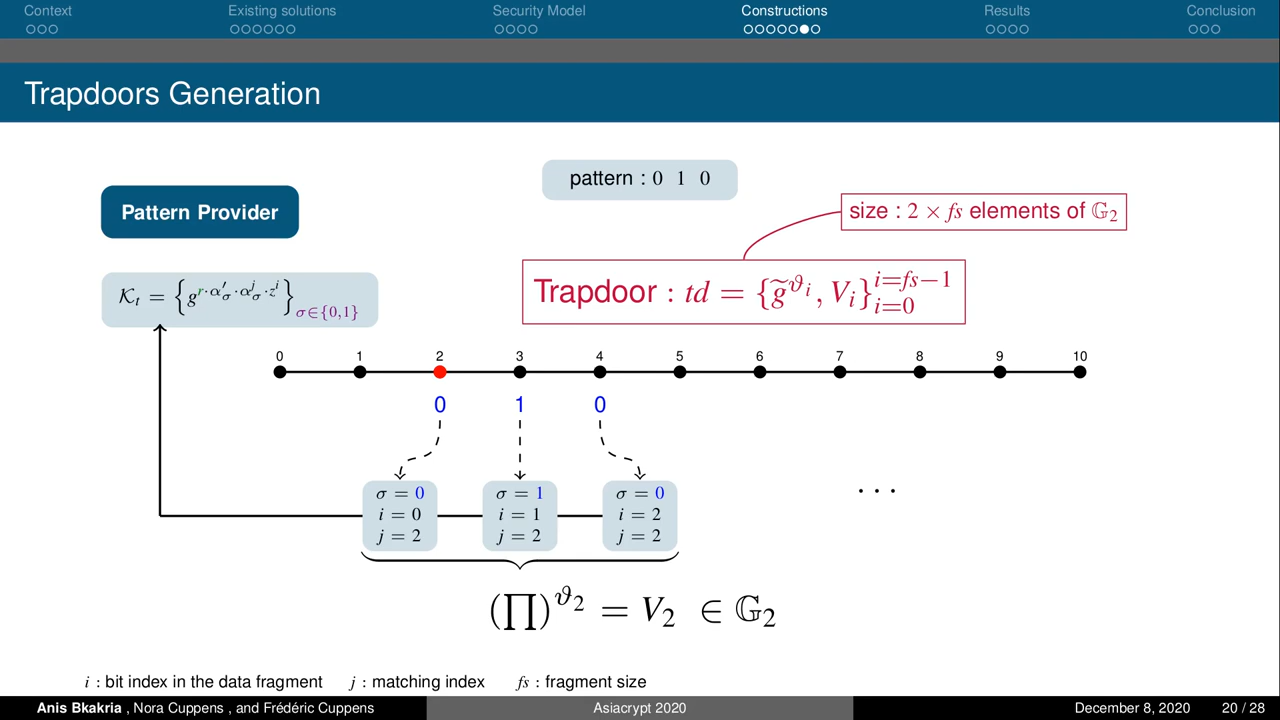 Context Existing solutions Security Model Constructions Results Conclusion
Trapdoors Generation
pattern : 0 1 0
Pattern Provider
size : 2 × fs elements of 𝔾₂
𝒦_t = {g^{r·α′_σ·α_σ^j·z^i}}_{σ∈{0,1}}
Trapdoor : td = {g̃^{ϑ_i}, V_i}_{i=0}^{i=fs−1}
0 1 2 3 4 5 6 7 8 9 10
0 1 0
σ = 0 σ = 1 σ = 0
i = 0 i = 1 i = 2
j = 2 j = 2 j = 2
· · ·
(∏)^{ϑ₂} = V₂ ∈ 𝔾₂
i : bit index in the data fragment j : matching index fs : fragment size
Anis Bkakria , Nora Cuppens , and Frédéric Cuppens Asiacrypt 2020 December 8, 2020 20 / 28